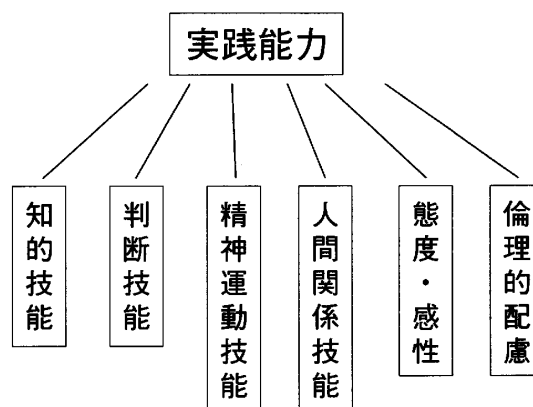 実践能力
知的技能
判断技能
精神運動技能
人間関係技能
態度・感性
倫理的配慮